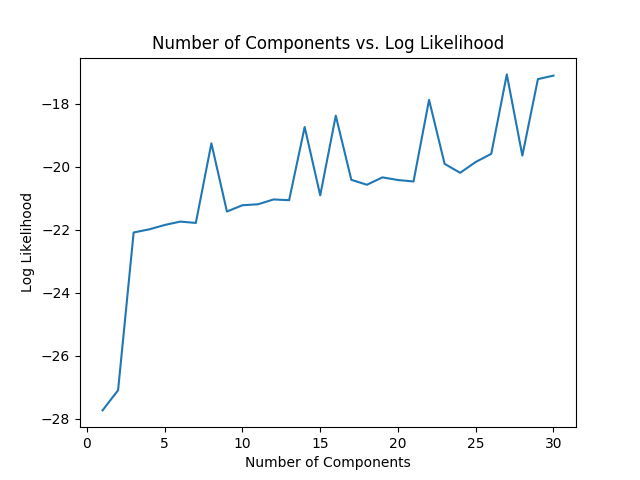 Number of Components vs. Log Likelihood
Log Likelihood
−18
−20
−22
−24
−26
−28
0 5 10 15 20 25 30
Number of Components